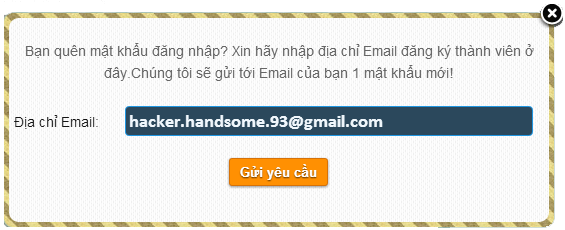 Bạn quên mật khẩu đăng nhập? Xin hãy nhập địa chỉ Email đăng ký thành viên ở
đây.Chúng tôi sẽ gửi tới Email của bạn 1 mật khẩu mới!
Địa chỉ Email: hacker.handsome.93@gmail.com
Gửi yêu cầu